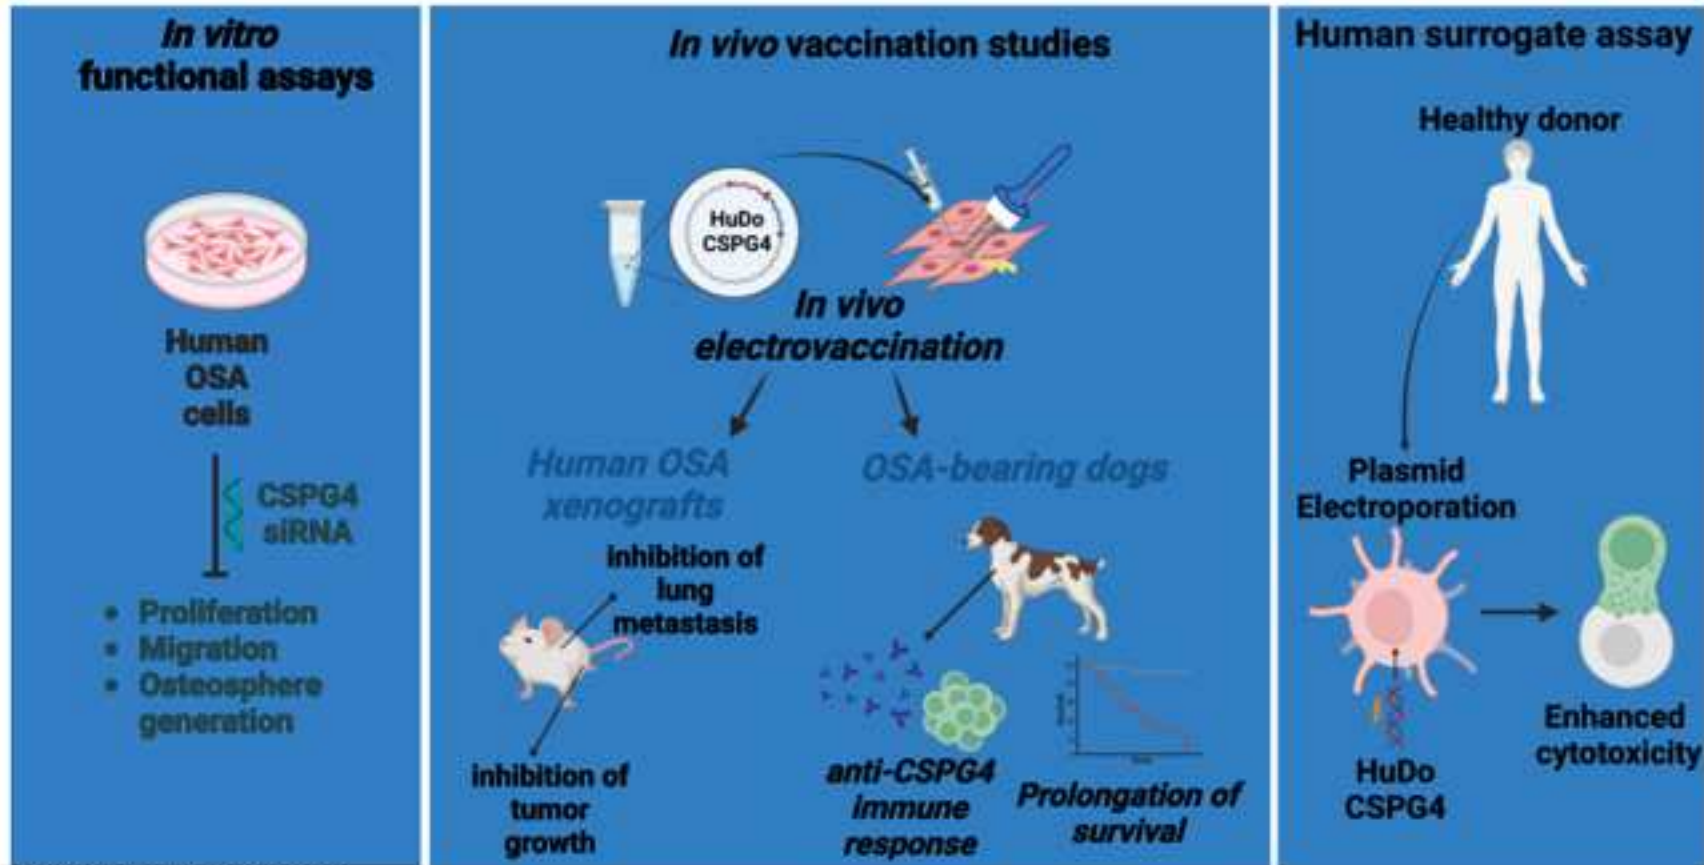 In vitro
functional assays
Human
OSA
cells
CSPG4
siRNA
• Proliferation
• Migration
• Osteosphere
generation
In vivo vaccination studies
HuDo
CSPG4
In vivo
electrovaccination
Human OSA
xenografts
inhibition of
lung
metastasis
inhibition of
tumor
growth
OSA-bearing dogs
anti-CSPG4
immune
response
Prolongation of
survival
Human surrogate assay
Healthy donor
Plasmid
Electroporation
HuDo
CSPG4
Enhanced
cytotoxicity